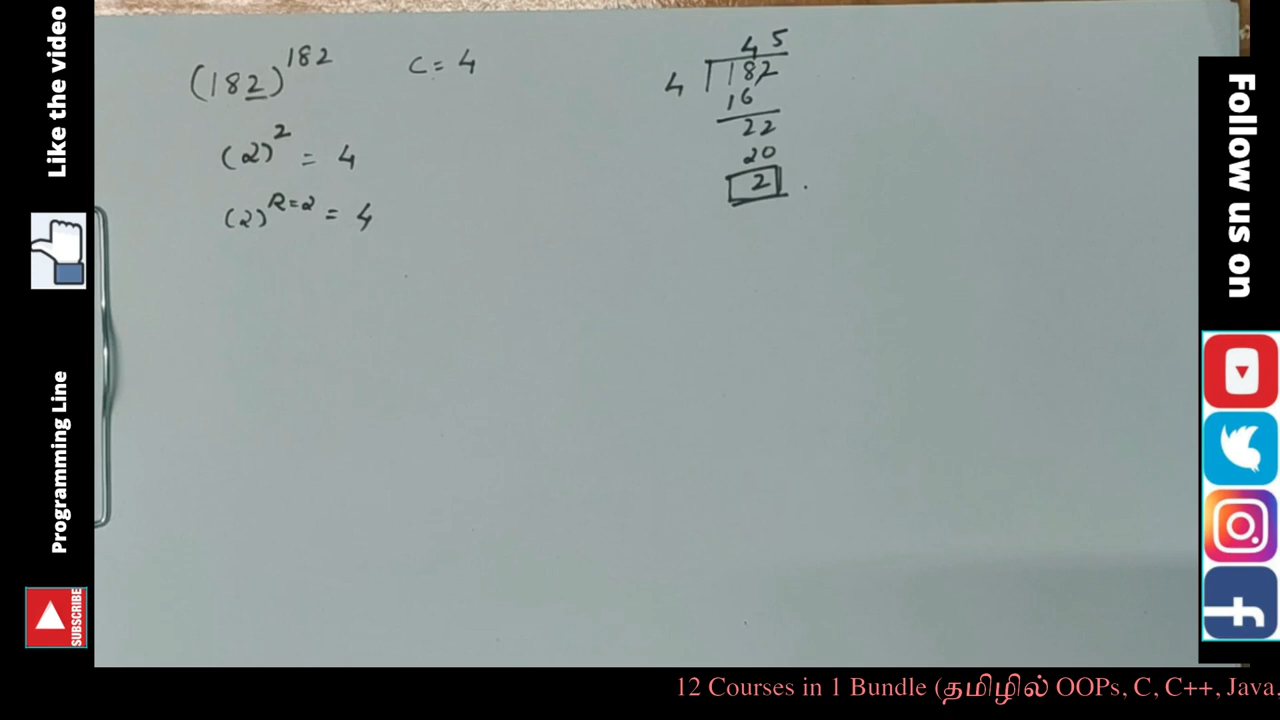 Like the video
Programming Line
SUBSCRIBE
(182)^182 C = 4
(2)^2 = 4
(2)^R=2 = 4
45
4 182
16
22
20
2 .
Follow us on
12 Courses in 1 Bundle (தமிழில் OOPs, C, C++, Java,